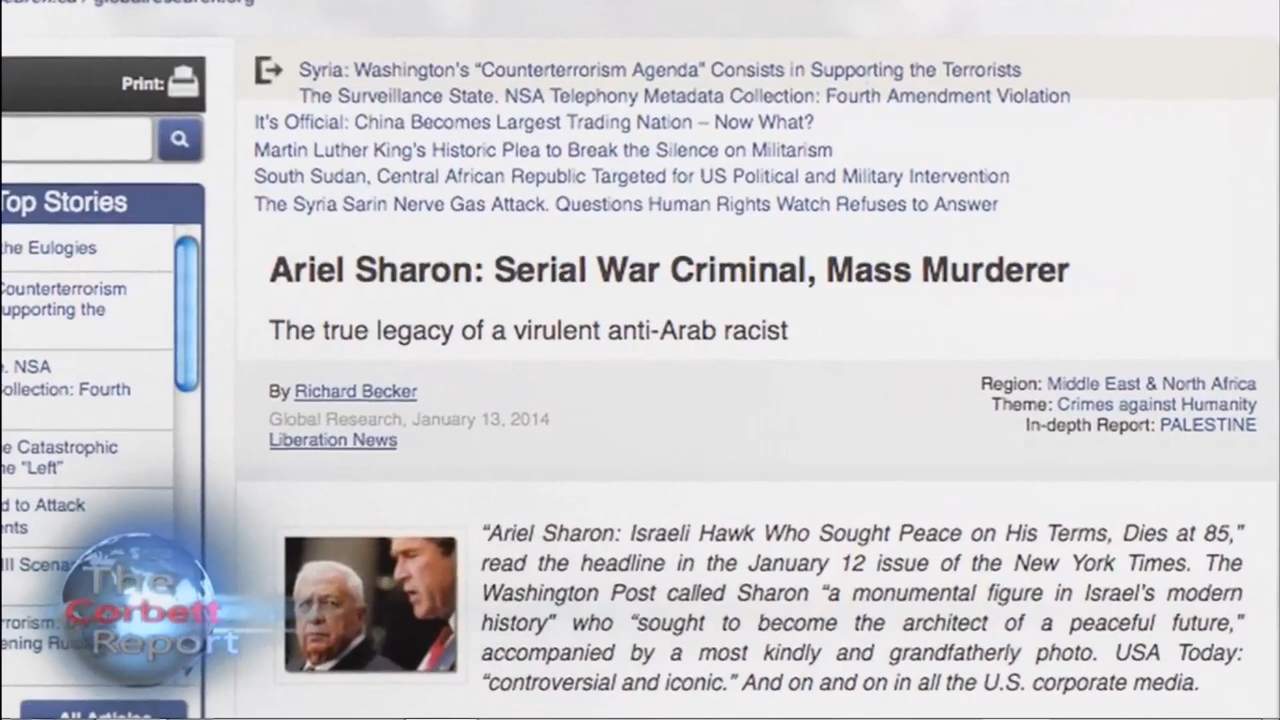 globalresearch.org
Print:
Syria: Washington's "Counterterrorism Agenda" Consists in Supporting the Terrorists
The Surveillance State. NSA Telephony Metadata Collection: Fourth Amendment Violation
It's Official: China Becomes Largest Trading Nation – Now What?
Martin Luther King's Historic Plea to Break the Silence on Militarism
South Sudan, Central African Republic Targeted for US Political and Military Intervention
The Syria Sarin Nerve Gas Attack. Questions Human Rights Watch Refuses to Answer
Top Stories
the Eulogies
Counterterrorism
upporting the
. NSA
ollection: Fourth
e Catastrophic
he "Left"
d to Attack
nts
III Scena
rrorism:
ening Ru
All Articles
Ariel Sharon: Serial War Criminal, Mass Murderer
The true legacy of a virulent anti-Arab racist
By Richard Becker
Global Research, January 13, 2014
Liberation News
Region: Middle East & North Africa
Theme: Crimes against Humanity
In-depth Report: PALESTINE
"Ariel Sharon: Israeli Hawk Who Sought Peace on His Terms, Dies at 85,"
read the headline in the January 12 issue of the New York Times. The
Washington Post called Sharon "a monumental figure in Israel's modern
history" who "sought to become the architect of a peaceful future,"
accompanied by a most kindly and grandfatherly photo. USA Today:
"controversial and iconic." And on and on in all the U.S. corporate media.
The
Corbett
Report